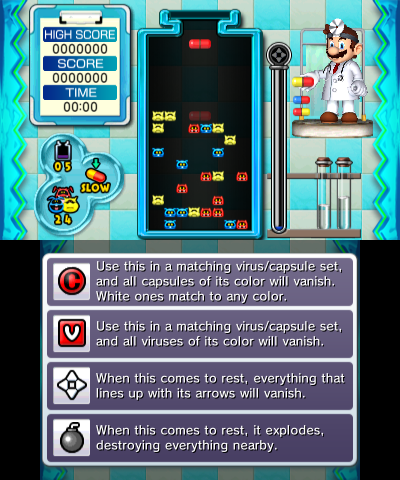 HIGH SCORE
0000000
SCORE
0000000
TIME
00:00
05
SLOW
24
C
Use this in a matching virus/capsule set,
and all capsules of its color will vanish.
White ones match to any color.
V
Use this in a matching virus/capsule set,
and all viruses of its color will vanish.
When this comes to rest, everything that
lines up with its arrows will vanish.
When this comes to rest, it explodes,
destroying everything nearby.